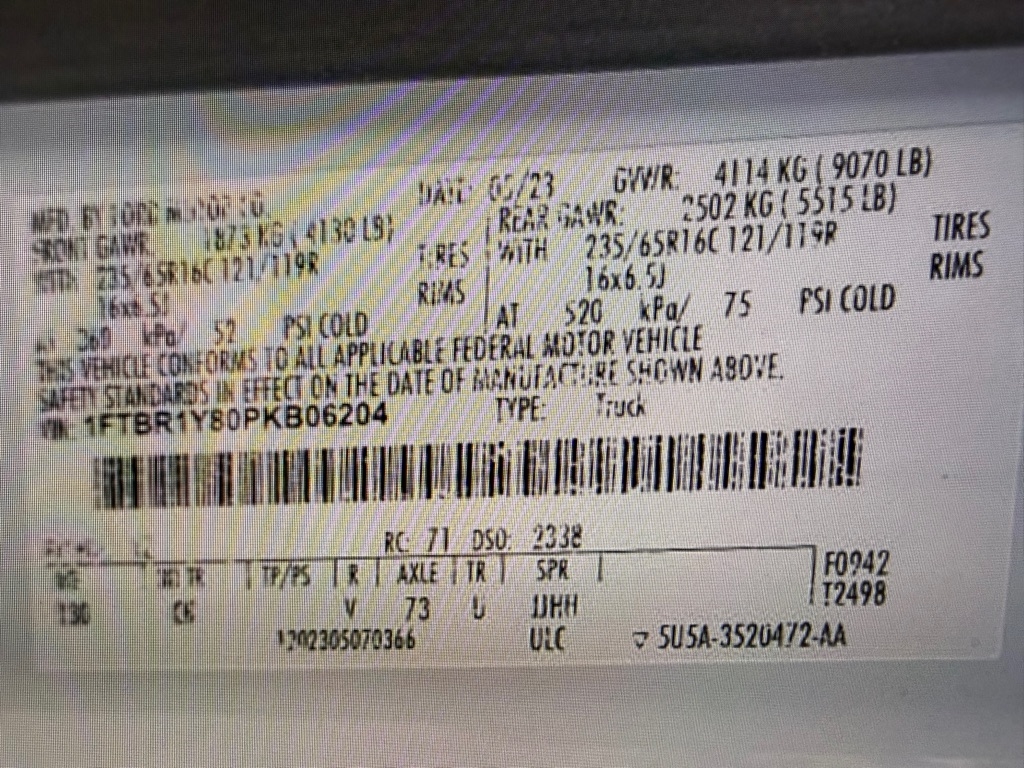 MFD. BY FORD MOTOR CO. DATE: 05/23 GVWR: 4114 KG ( 9070 LB)
FRONT GAWR: 1873 KG ( 4130 LB) REAR GAWR: 2502 KG ( 5515 LB)
WITH 235/65R16C 121/119R TIRES WITH 235/65R16C 121/119R TIRES
16x6.5J RIMS 16x6.5J RIMS
AT 360 kPa/ 52 PSI COLD AT 520 kPa/ 75 PSI COLD
THIS VEHICLE CONFORMS TO ALL APPLICABLE FEDERAL MOTOR VEHICLE
SAFETY STANDARDS IN EFFECT ON THE DATE OF MANUFACTURE SHOWN ABOVE.
VIN: 1FTBR1Y80PKB06204 TYPE: Truck
RC: 71 DSO: 2338
WB TR TP/PS R AXLE TR SPR F0942
130 V 73 U JJHH T2498
1202305070366 ULC 5U5A-3520472-AA